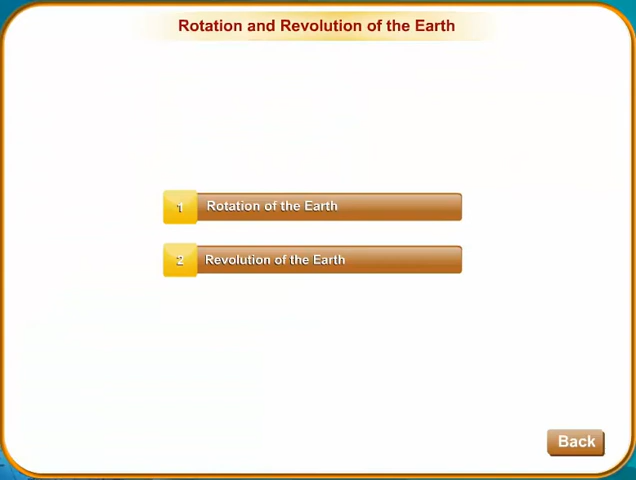 Rotation and Revolution of the Earth
1 Rotation of the Earth
2 Revolution of the Earth
Back